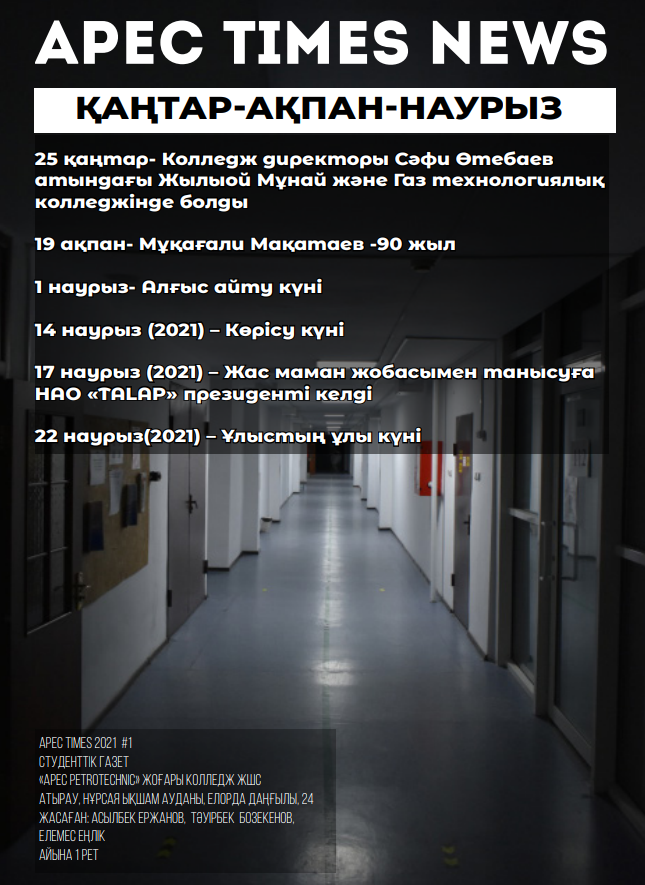 APEC TIMES NEWS
ҚАҢТАР-АҚПАН-НАУРЫЗ
25 қаңтар- Колледж директоры Сәфи Өтебаев
атындағы Жылыой Мұнай және Газ технологиялық
колледжінде болды
19 ақпан- Мұқағали Мақатаев -90 жыл
1 наурыз- Алғыс айту күні
14 наурыз (2021) – Көрісу күні
17 наурыз (2021) – Жас маман жобасымен танысуға
НАО «TALAP» президенті келді
22 наурыз(2021) – Ұлыстың ұлы күні
APEC TIMES 2021 #1
СТУДЕНТТІК ГАЗЕТ
«APEC PETROTECHNIC» ЖОҒАРЫ КОЛЛЕДЖ ЖШС
АТЫРАУ, НҰРСАЯ ЫҚШАМ АУДАНЫ, ЕЛОРДА ДАҢҒЫЛЫ, 24
ЖАСАҒАН: АСЫЛБЕК ЕРЖАНОВ, ТӘУІРБЕК БОЗЕКЕНОВ,
ЕЛЕМЕС ЕҢЛІК
АЙЫНА 1 РЕТ